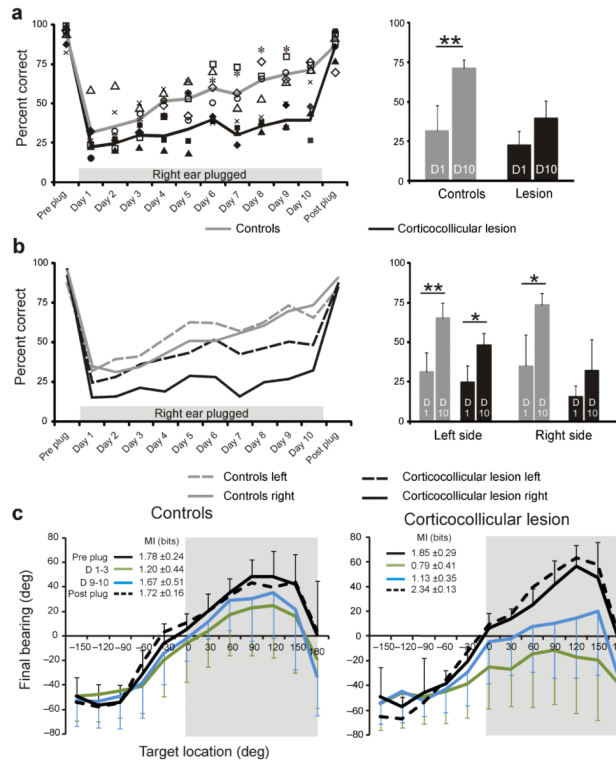 a
Percent correct
100
75
50
25
0
Right ear plugged
Pre plug
Day 1
Day 2
Day 3
Day 4
Day 5
Day 6
Day 7
Day 8
Day 9
Day 10
Post plug
Controls
Corticocollicular lesion
100
75
50
25
0
**
D1 D10 D1 D10
Controls Lesion
b
Percent correct
100
75
50
25
0
Right ear plugged
Pre plug
Day 1
Day 2
Day 3
Day 4
Day 5
Day 6
Day 7
Day 8
Day 9
Day 10
Post plug
Controls left
Controls right
Corticocollicular lesion left
Corticocollicular lesion right
100
75
50
25
0
** * *
D 1 D 10 D 1 D 10 D 1 D 10 D 1 D 10
Left side Right side
c
Controls
MI (bits)
Pre plug 1.78 ±0.24
D 1-3 1.20 ±0.44
D 9-10 1.67 ±0.51
Post plug 1.72 ±0.16
Final bearing (deg)
80
60
40
20
0
−20
−40
−60
−80
−150 −90 −30 0 30 60 90 120 150 180
−120 −60
Target location (deg)
Corticocollicular lesion
MI (bits)
1.85 ±0.29
0.79 ±0.41
1.13 ±0.35
2.34 ±0.13
80
60
40
20
0
−20
−40
−60
−80
−150 −90 −30 0 30 60 90 120 150 180
−120 −60